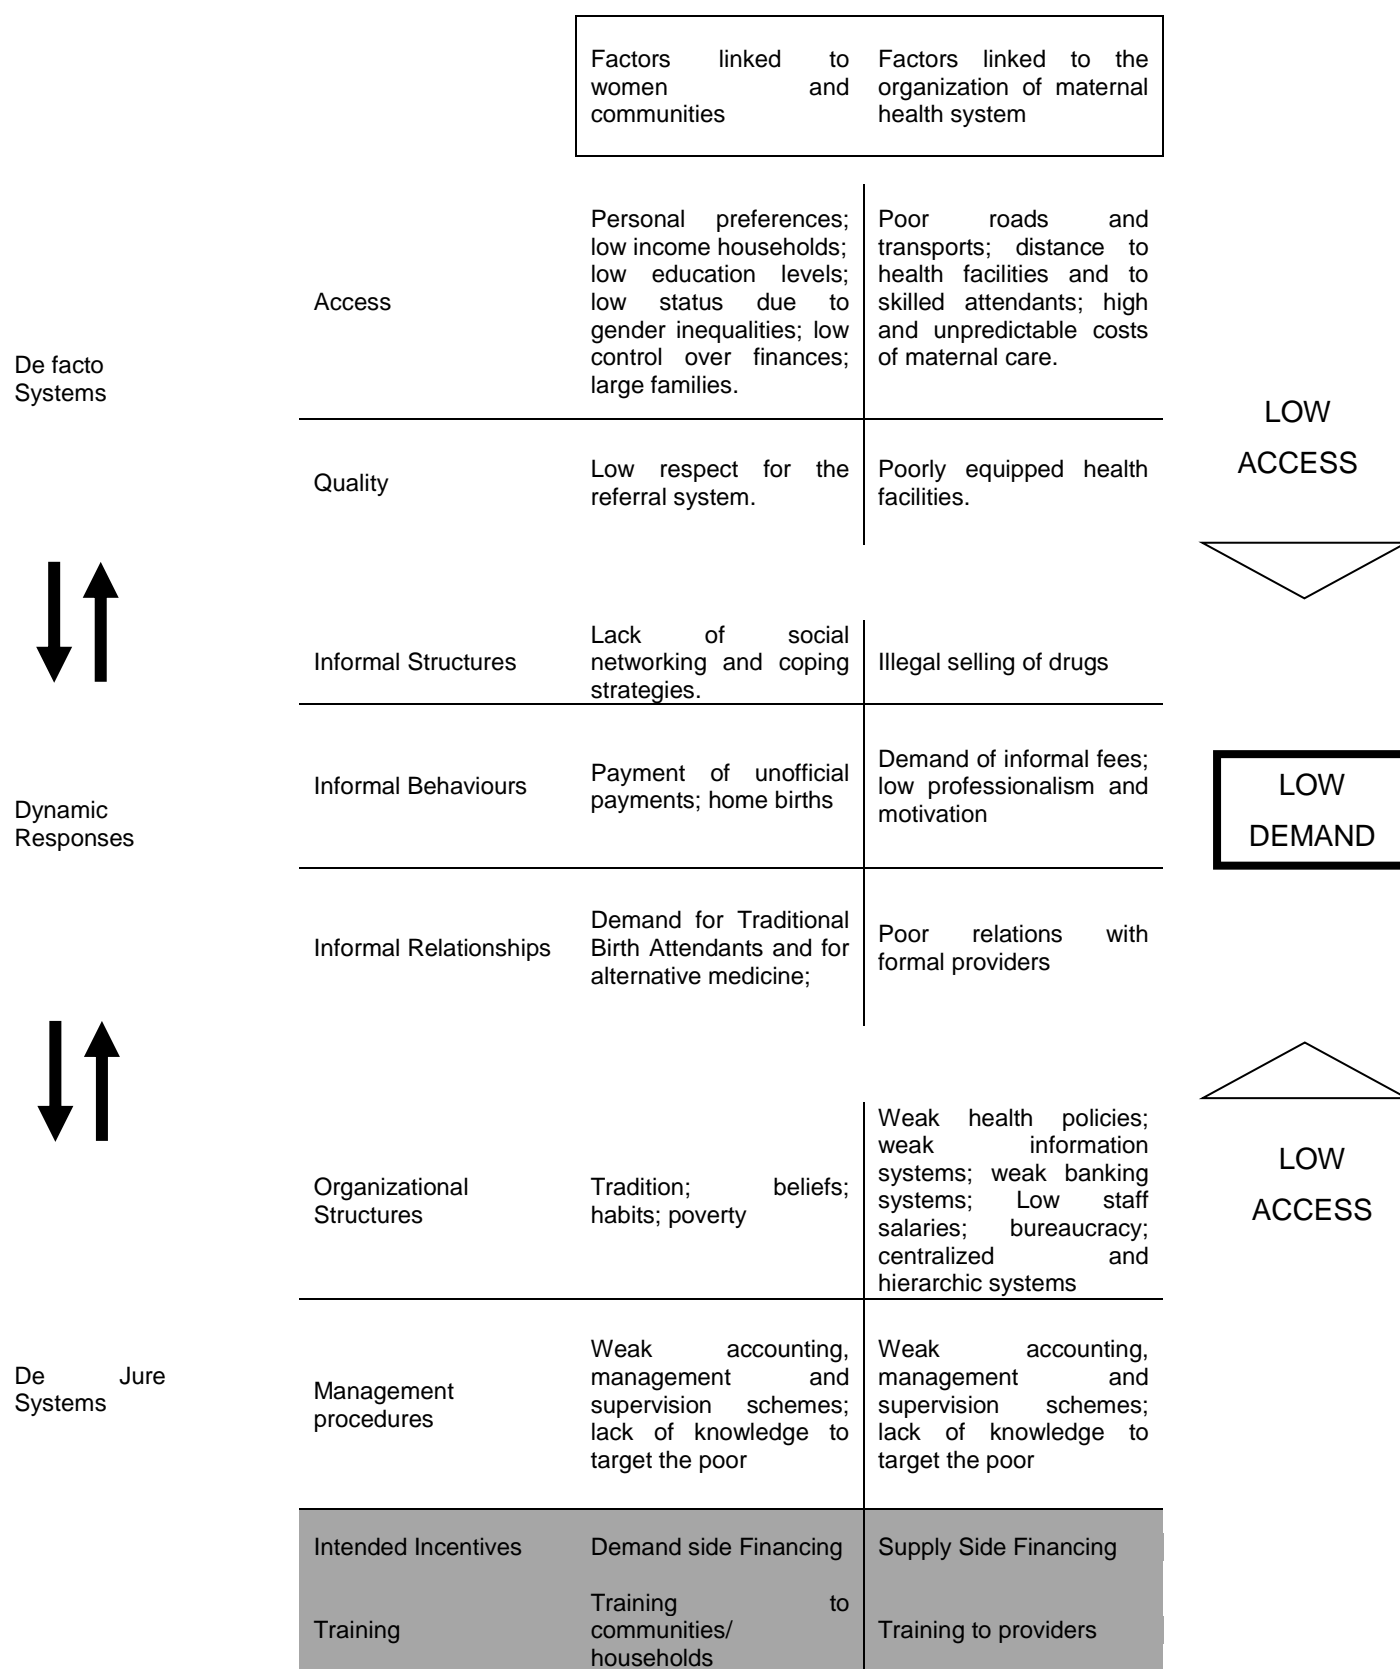 Factors linked to
women and
communities
Factors linked to the
organization of maternal
health system
De facto
Systems
Access
Personal preferences;
low income households;
low education levels;
low status due to
gender inequalities; low
control over finances;
large families.
Poor roads and
transports; distance to
health facilities and to
skilled attendants; high
and unpredictable costs
of maternal care.
Quality
Low respect for the
referral system.
Poorly equipped health
facilities.
LOW
ACCESS
Dynamic
Responses
Informal Structures
Lack of social
networking and coping
strategies.
Illegal selling of drugs
Informal Behaviours
Payment of unofficial
payments; home births
Demand of informal fees;
low professionalism and
motivation
LOW
DEMAND
Informal Relationships
Demand for Traditional
Birth Attendants and for
alternative medicine;
Poor relations with
formal providers
De Jure
Systems
Organizational
Structures
Tradition; beliefs;
habits; poverty
Weak health policies;
weak information
systems; weak banking
systems; Low staff
salaries; bureaucracy;
centralized and
hierarchic systems
LOW
ACCESS
Management
procedures
Weak accounting,
management and
supervision schemes;
lack of knowledge to
target the poor
Weak accounting,
management and
supervision schemes;
lack of knowledge to
target the poor
Intended Incentives
Demand side Financing
Supply Side Financing
Training
Training to
communities/
households
Training to providers